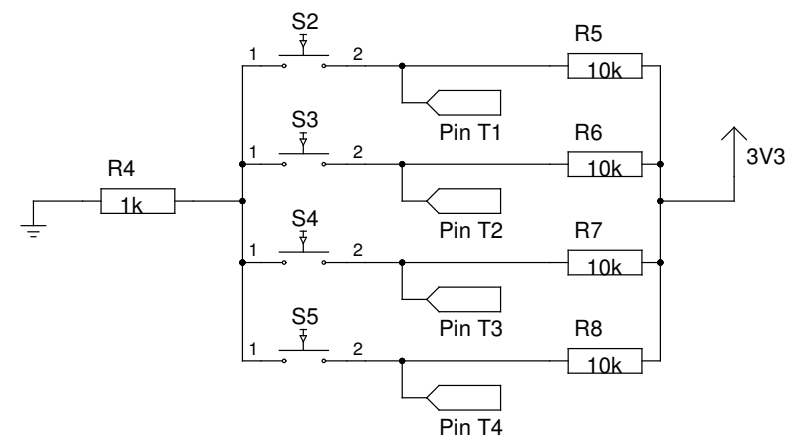 S2
R5
1
2
10k
Pin T1
S3
R6
1
2
10k
3V3
R4
1k
Pin T2
S4
R7
1
2
10k
Pin T3
S5
R8
1
2
10k
Pin T4